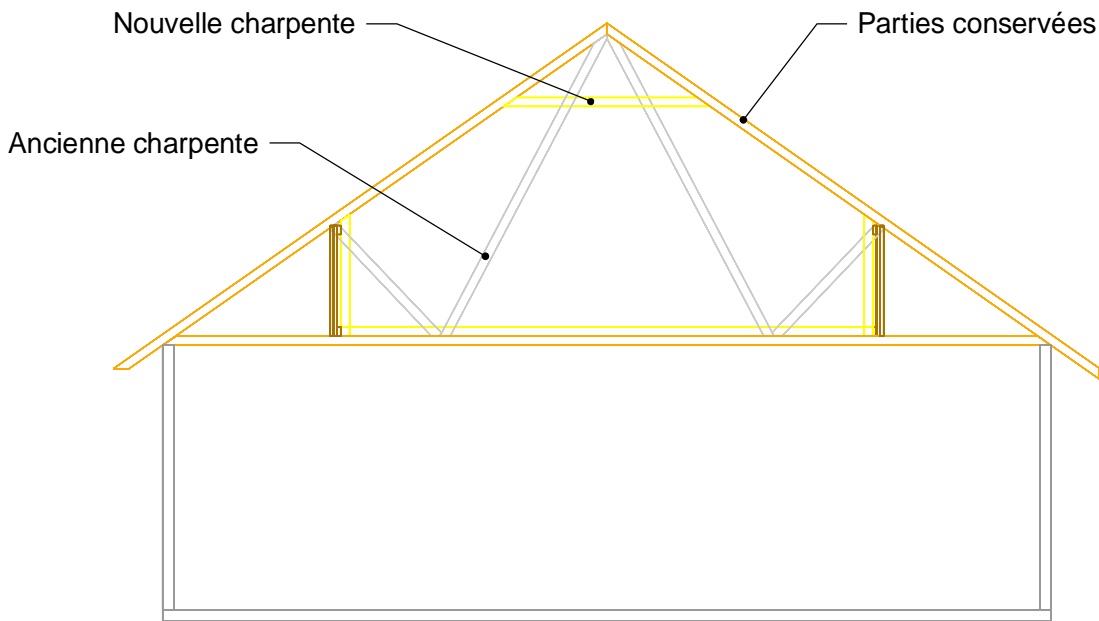 Nouvelle charpente
Parties conservées
Ancienne charpente